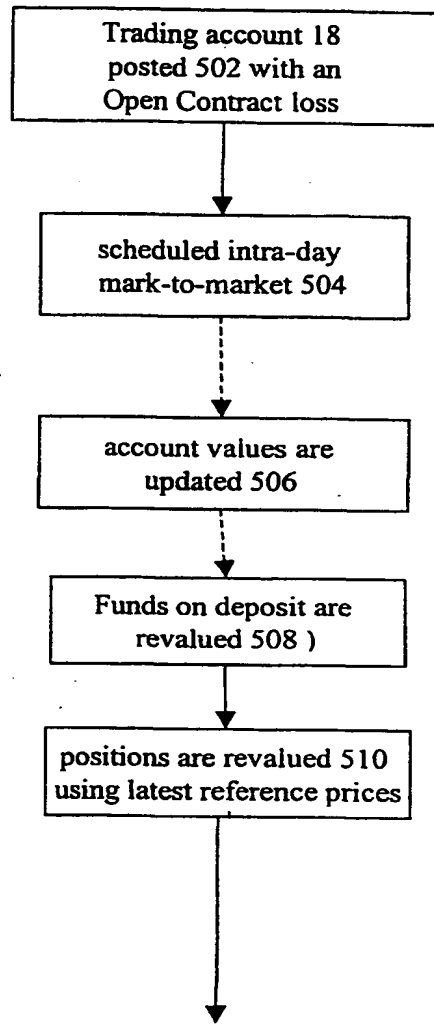 Trading account 18
posted 502 with an
Open Contract loss
scheduled intra-day
mark-to-market 504
account values are
updated 506
Funds on deposit are
revalued 508 )
positions are revalued 510
using latest reference prices